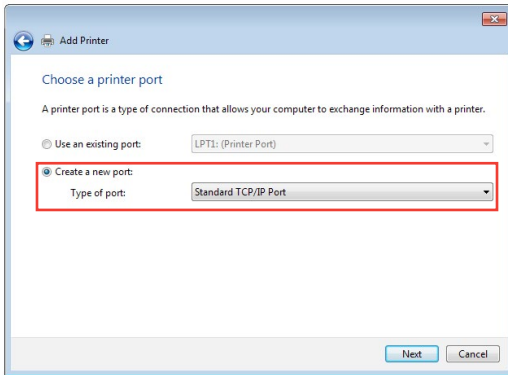 Add Printer
Choose a printer port
A printer port is a type of connection that allows your computer to exchange information with a printer.
Use an existing port: LPT1: (Printer Port)
Create a new port:
Type of port: Standard TCP/IP Port
Next Cancel